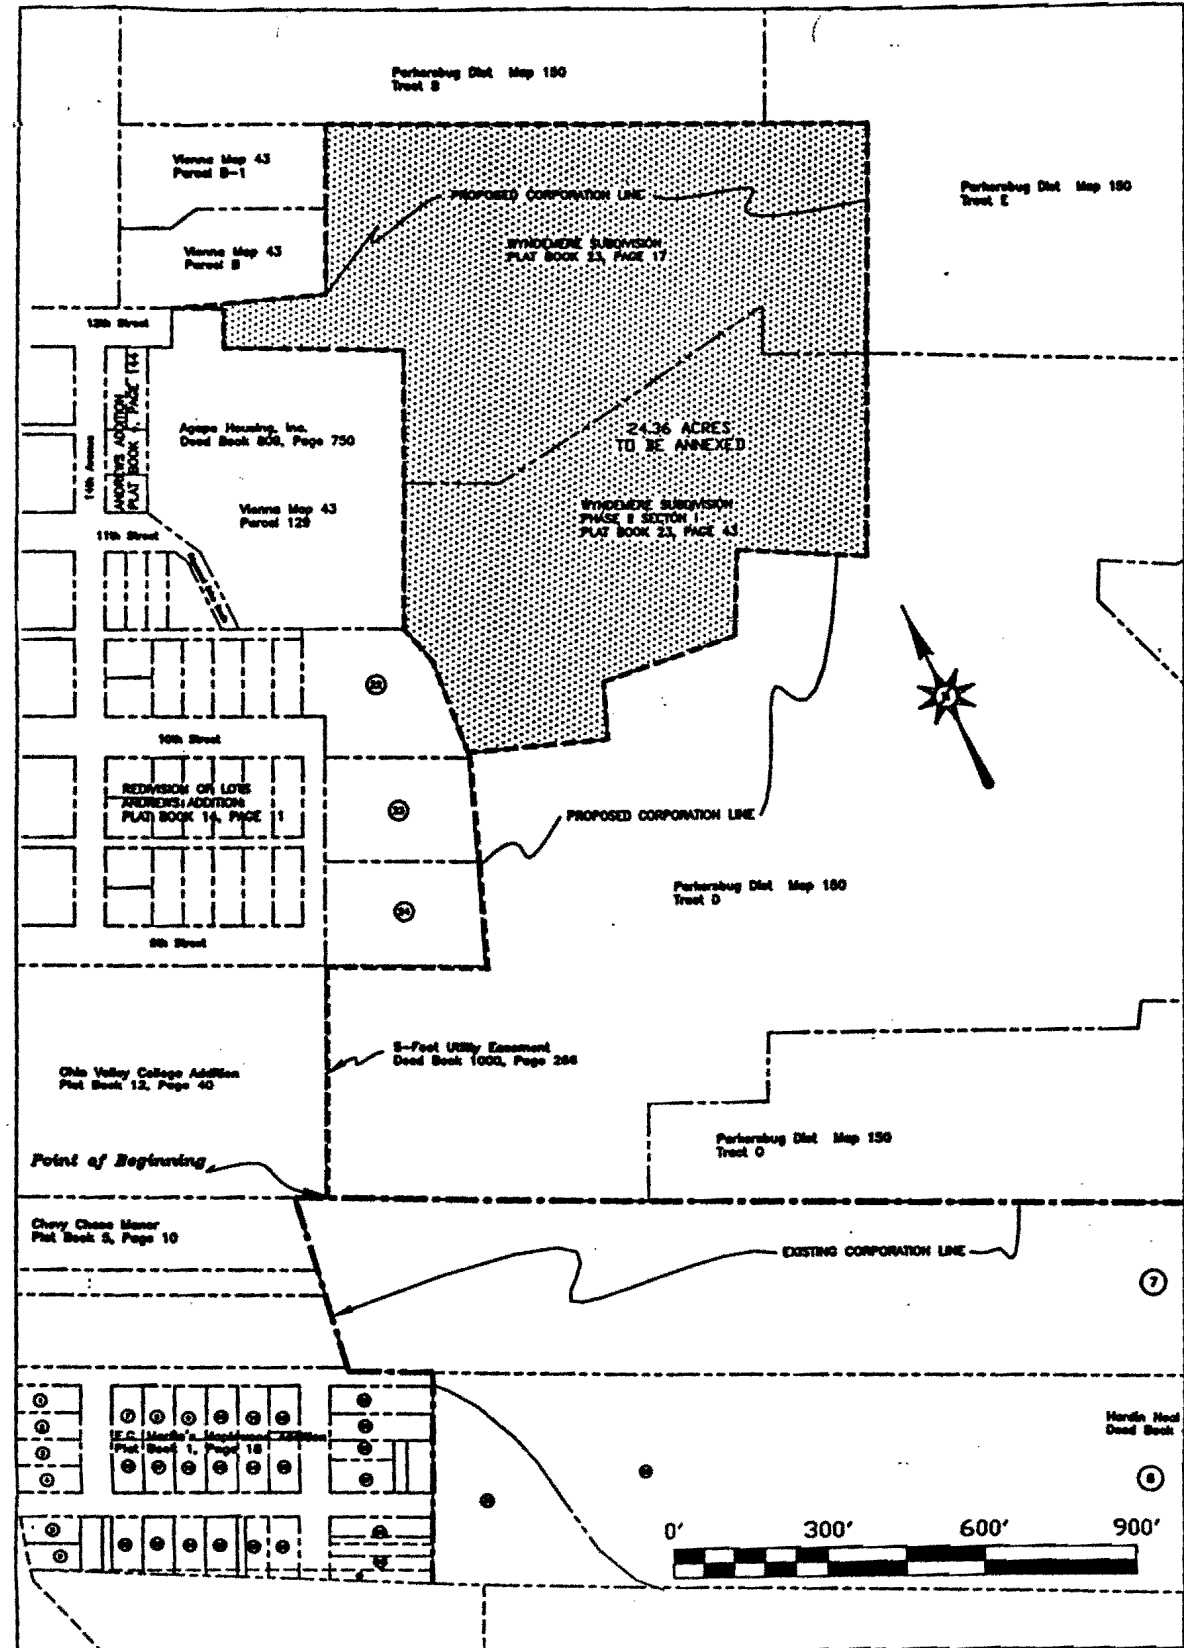 Parkersbug Dist Map 150
Tract B
Vienna Map 43
Parcel B-1
Parkersbug Dist Map 150
Tract E
PROPOSED CORPORATION LINE
WYNDEMERE SUBDIVISION
PLAT BOOK 23, PAGE 17
Vienna Map 43
Parcel B
12th Street
ANDREWS ADDITION
PLAT BOOK PAGE 144
14th Avenue
Agape Housing, Inc.
Deed Book 809, Page 750
24.36 ACRES
TO BE ANNEXED
Vienna Map 43
Parcel 129
WYNDEMERE SUBDIVISION
PHASE II SECTON I
PLAT BOOK 23, PAGE 43
11th Street
10th Street
REDIVISION OF LOTS
ANDREWS ADDITION
PLAT BOOK 14, PAGE 1
23
PROPOSED CORPORATION LINE
Parkersbug Dist Map 150
Tract D
24
9th Street
5-Foot Utility Easement
Deed Book 1000, Page 266
Ohio Valley College Addition
Plat Book 12, Page 40
Parkersbug Dist Map 150
Tract O
Point of Beginning
Chevy Chase Manor
Plat Book 5, Page 10
EXISTING CORPORATION LINE
7
Hardin Neal
Deed Book
Plat Book 1, Page 18
0' 300' 600' 900'